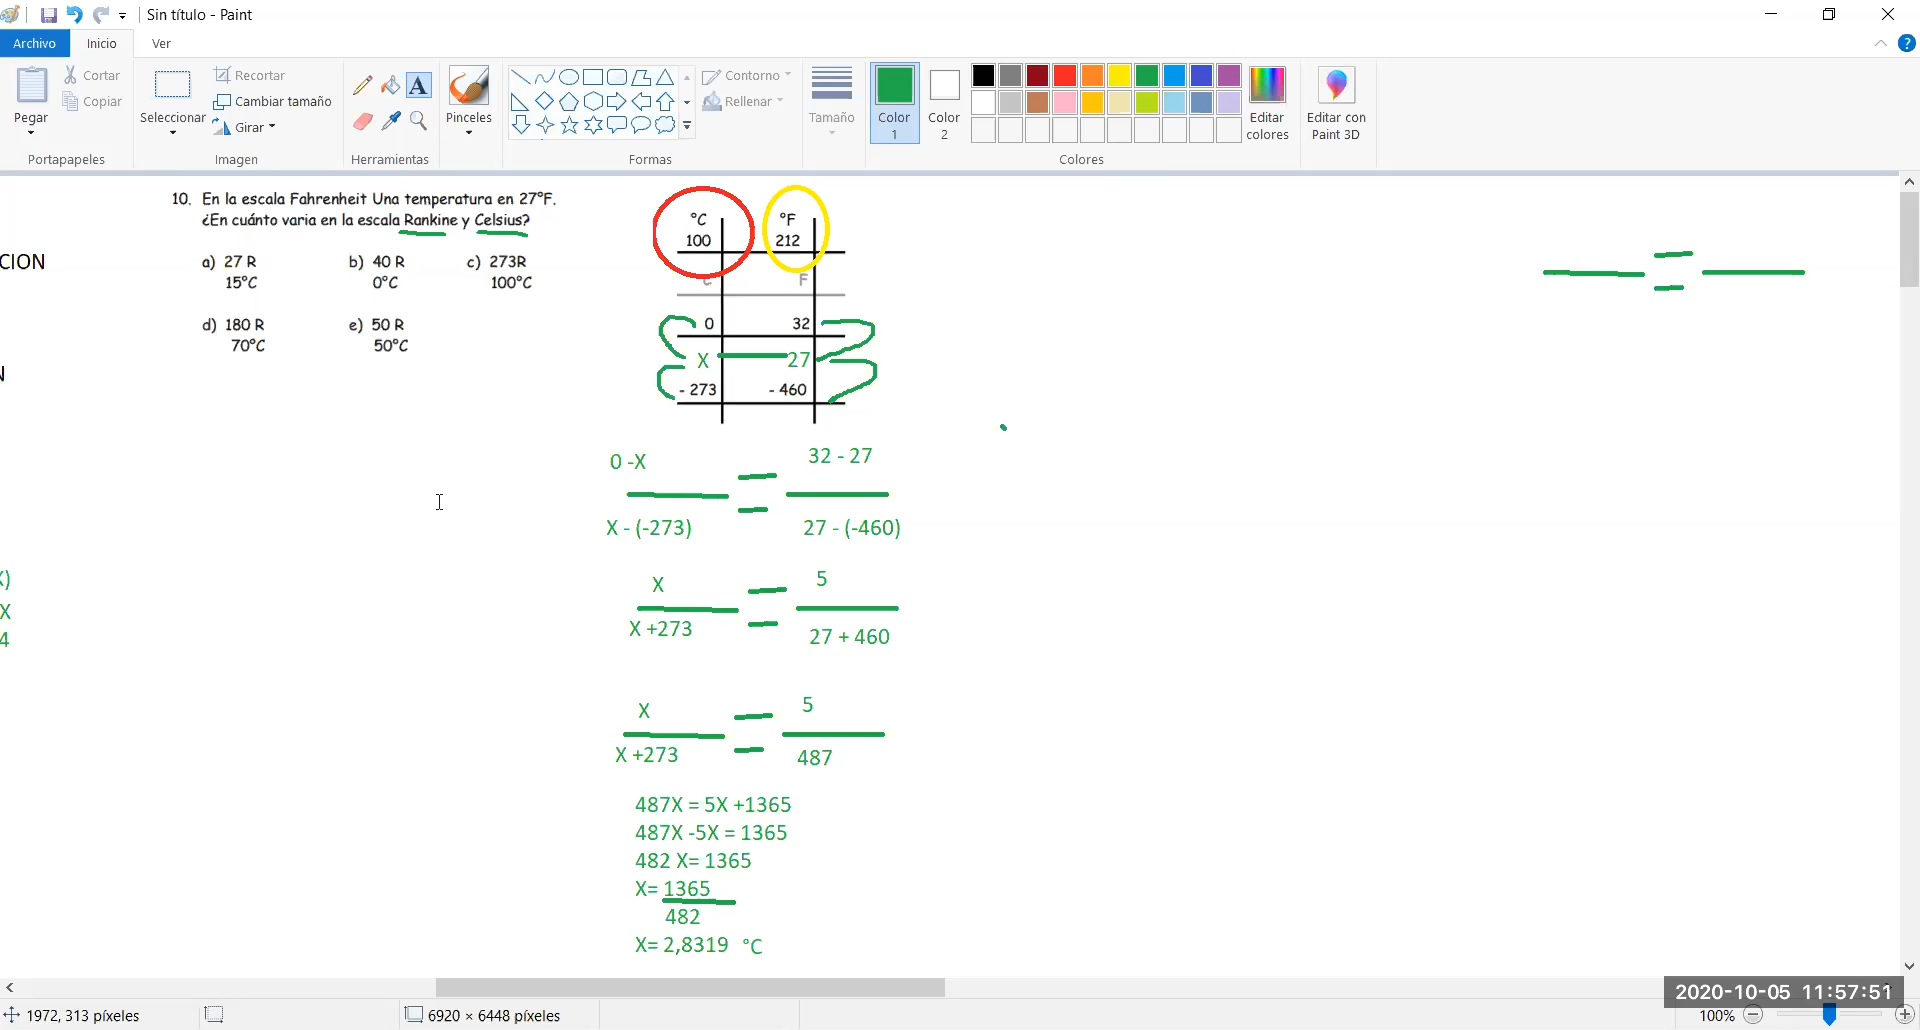 Sin título - Paint
Archivo
Inicio
Ver
Pegar
Cortar
Copiar
Portapapeles
Seleccionar
Recortar
Cambiar tamaño
Girar
Imagen
A
Herramientas
Pinceles
Contorno
Rellenar
Formas
Tamaño
Color
1
Color
2
Editar
colores
Editar con
Paint 3D
Colores
10. En la escala Fahrenheit Una temperatura en 27°F.
¿En cuánto varia en la escala Rankine y Celsius?
a) 27 R
15°C
b) 40 R
0°C
c) 273R
100°C
d) 180 R
70°C
e) 50 R
50°C
CION
N
X)
X
4
°C °F
100 212
C F
0 32
X 27
- 273 - 460
0 -X = 32 - 27
X - (-273) 27 - (-460)
X = 5
X +273 27 + 460
X = 5
X +273 487
=
487X = 5X +1365
487X -5X = 1365
482 X= 1365
X= 1365
482
X= 2,8319 °C
2020-10-05 11:57:51
1972, 313 píxeles
6920 × 6448 píxeles
100%